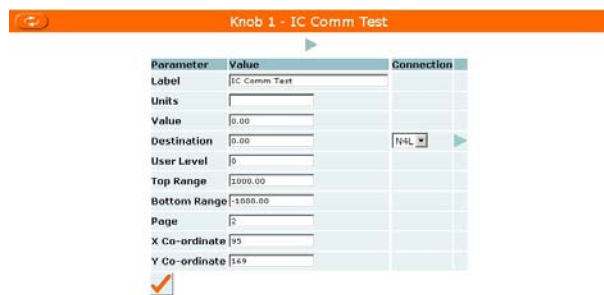 Knob 1 - IC Comm Test
Parameter Value Connection
Label IC Comm Test
Units
Value 0.00
Destination 0.00 N4L
User Level 0
Top Range 1000.00
Bottom Range -1000.00
Page 2
X Co-ordinate 95
Y Co-ordinate 169